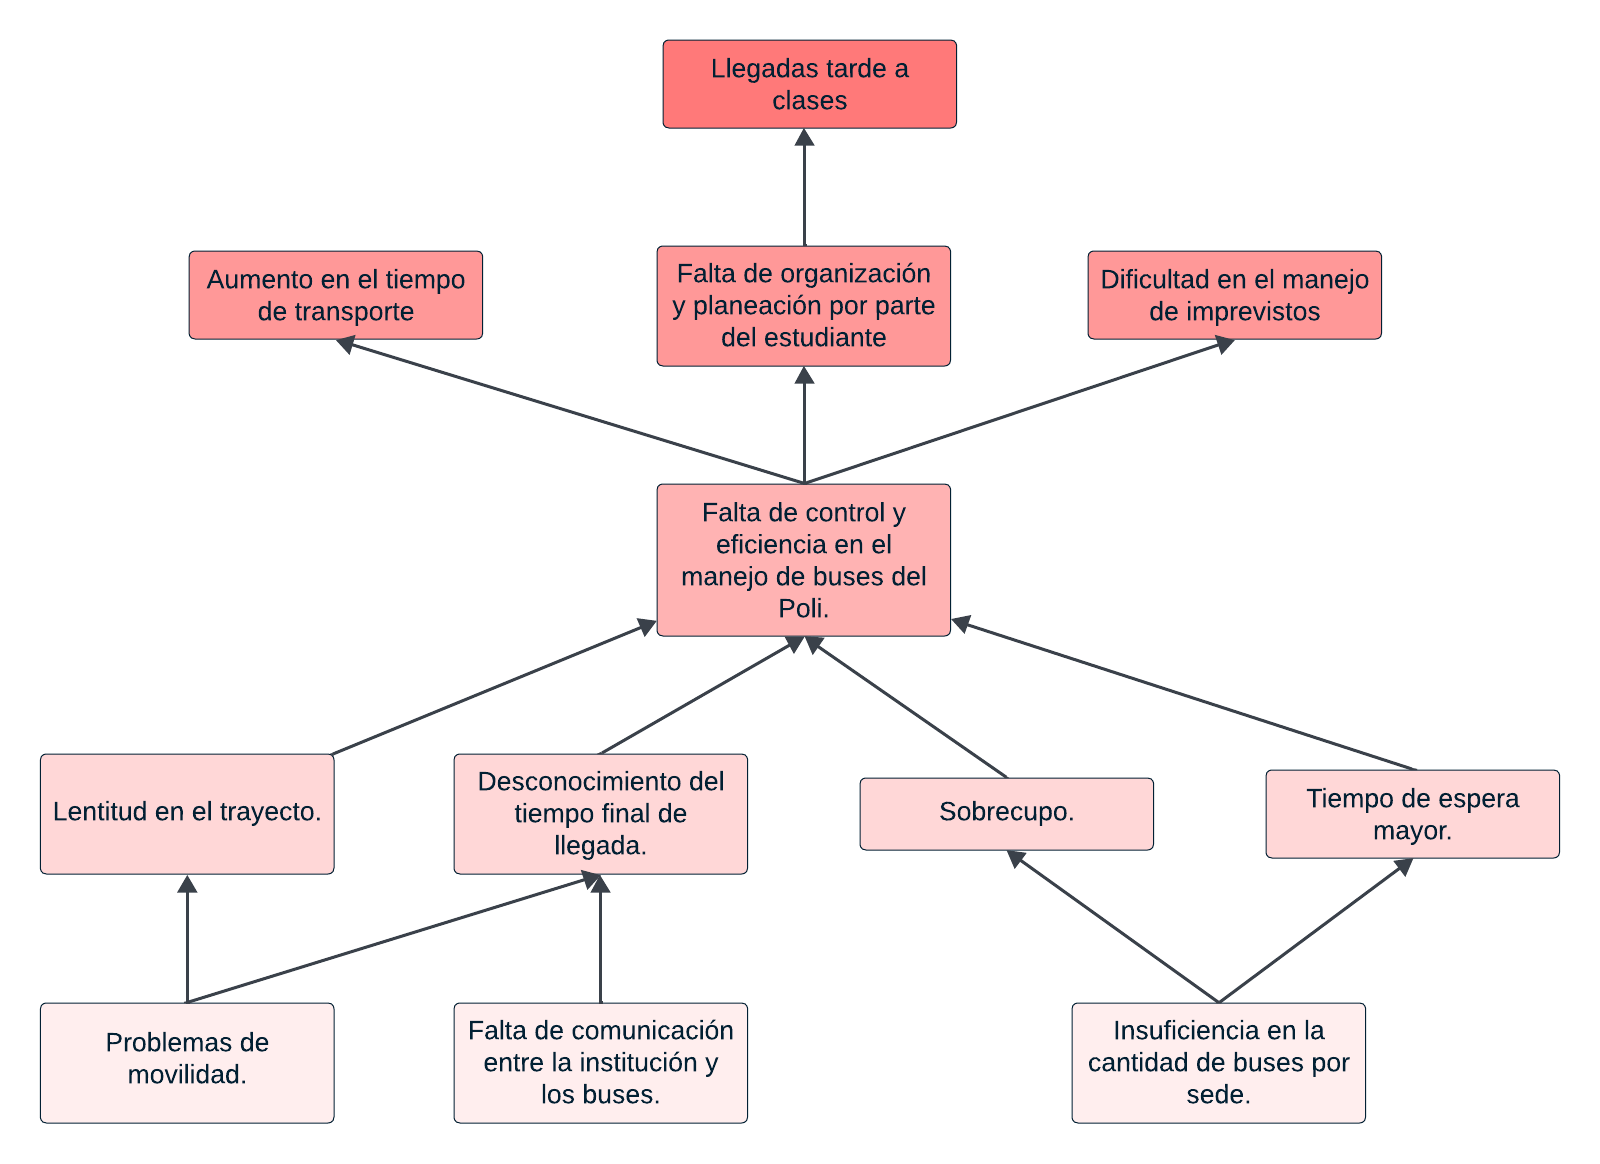 Llegadas tarde a
clases
Aumento en el tiempo
de transporte
Falta de organización
y planeación por parte
del estudiante
Dificultad en el manejo
de imprevistos
Falta de control y
eficiencia en el
manejo de buses del
Poli.
Lentitud en el trayecto.
Desconocimiento del
tiempo final de
llegada.
Sobrecupo.
Tiempo de espera
mayor.
Problemas de
movilidad.
Falta de comunicación
entre la institución y
los buses.
Insuficiencia en la
cantidad de buses por
sede.